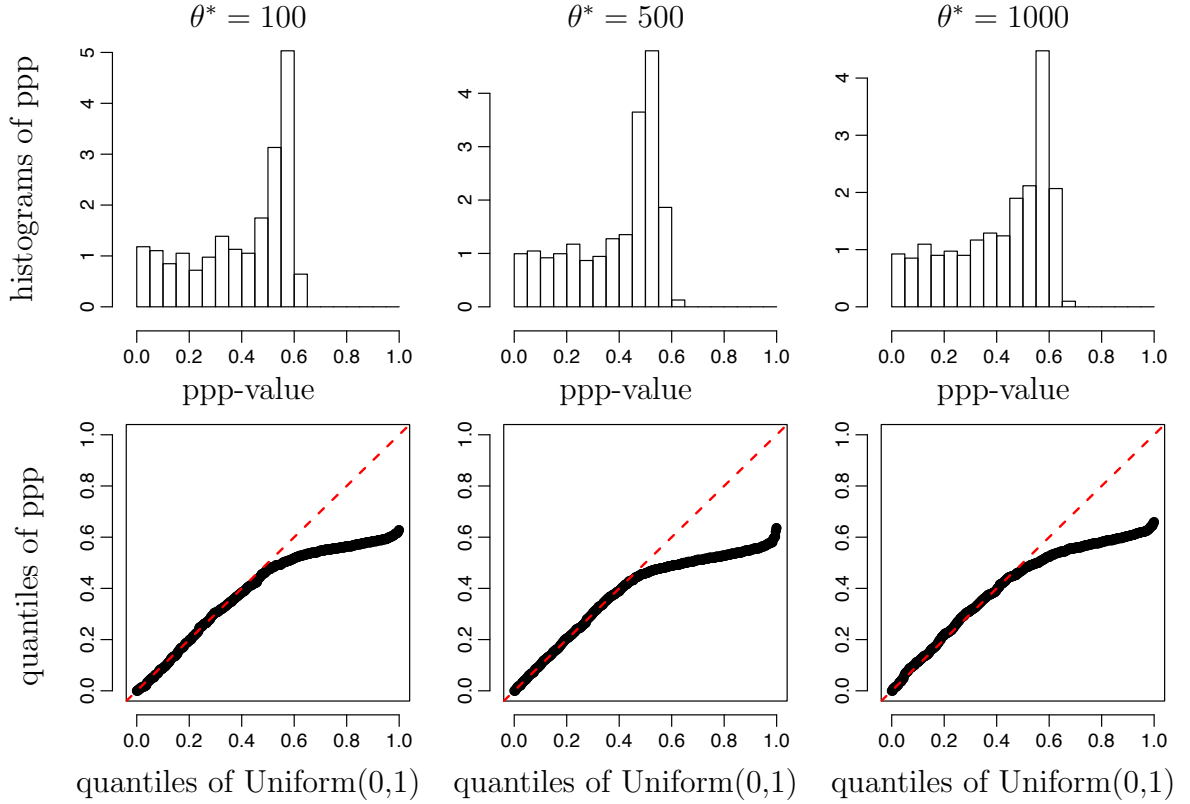 θ* = 100
θ* = 500
θ* = 1000
histograms of ppp
0 1 2 3 4 5
0.0 0.2 0.4 0.6 0.8 1.0
ppp-value
0 1 2 3 4
0.0 0.2 0.4 0.6 0.8 1.0
ppp-value
0 1 2 3 4
0.0 0.2 0.4 0.6 0.8 1.0
ppp-value
quantiles of ppp
0.0 0.2 0.4 0.6 0.8 1.0
0.0 0.2 0.4 0.6 0.8 1.0
quantiles of Uniform(0,1)
0.0 0.2 0.4 0.6 0.8 1.0
0.0 0.2 0.4 0.6 0.8 1.0
quantiles of Uniform(0,1)
0.0 0.2 0.4 0.6 0.8 1.0
0.0 0.2 0.4 0.6 0.8 1.0
quantiles of Uniform(0,1)